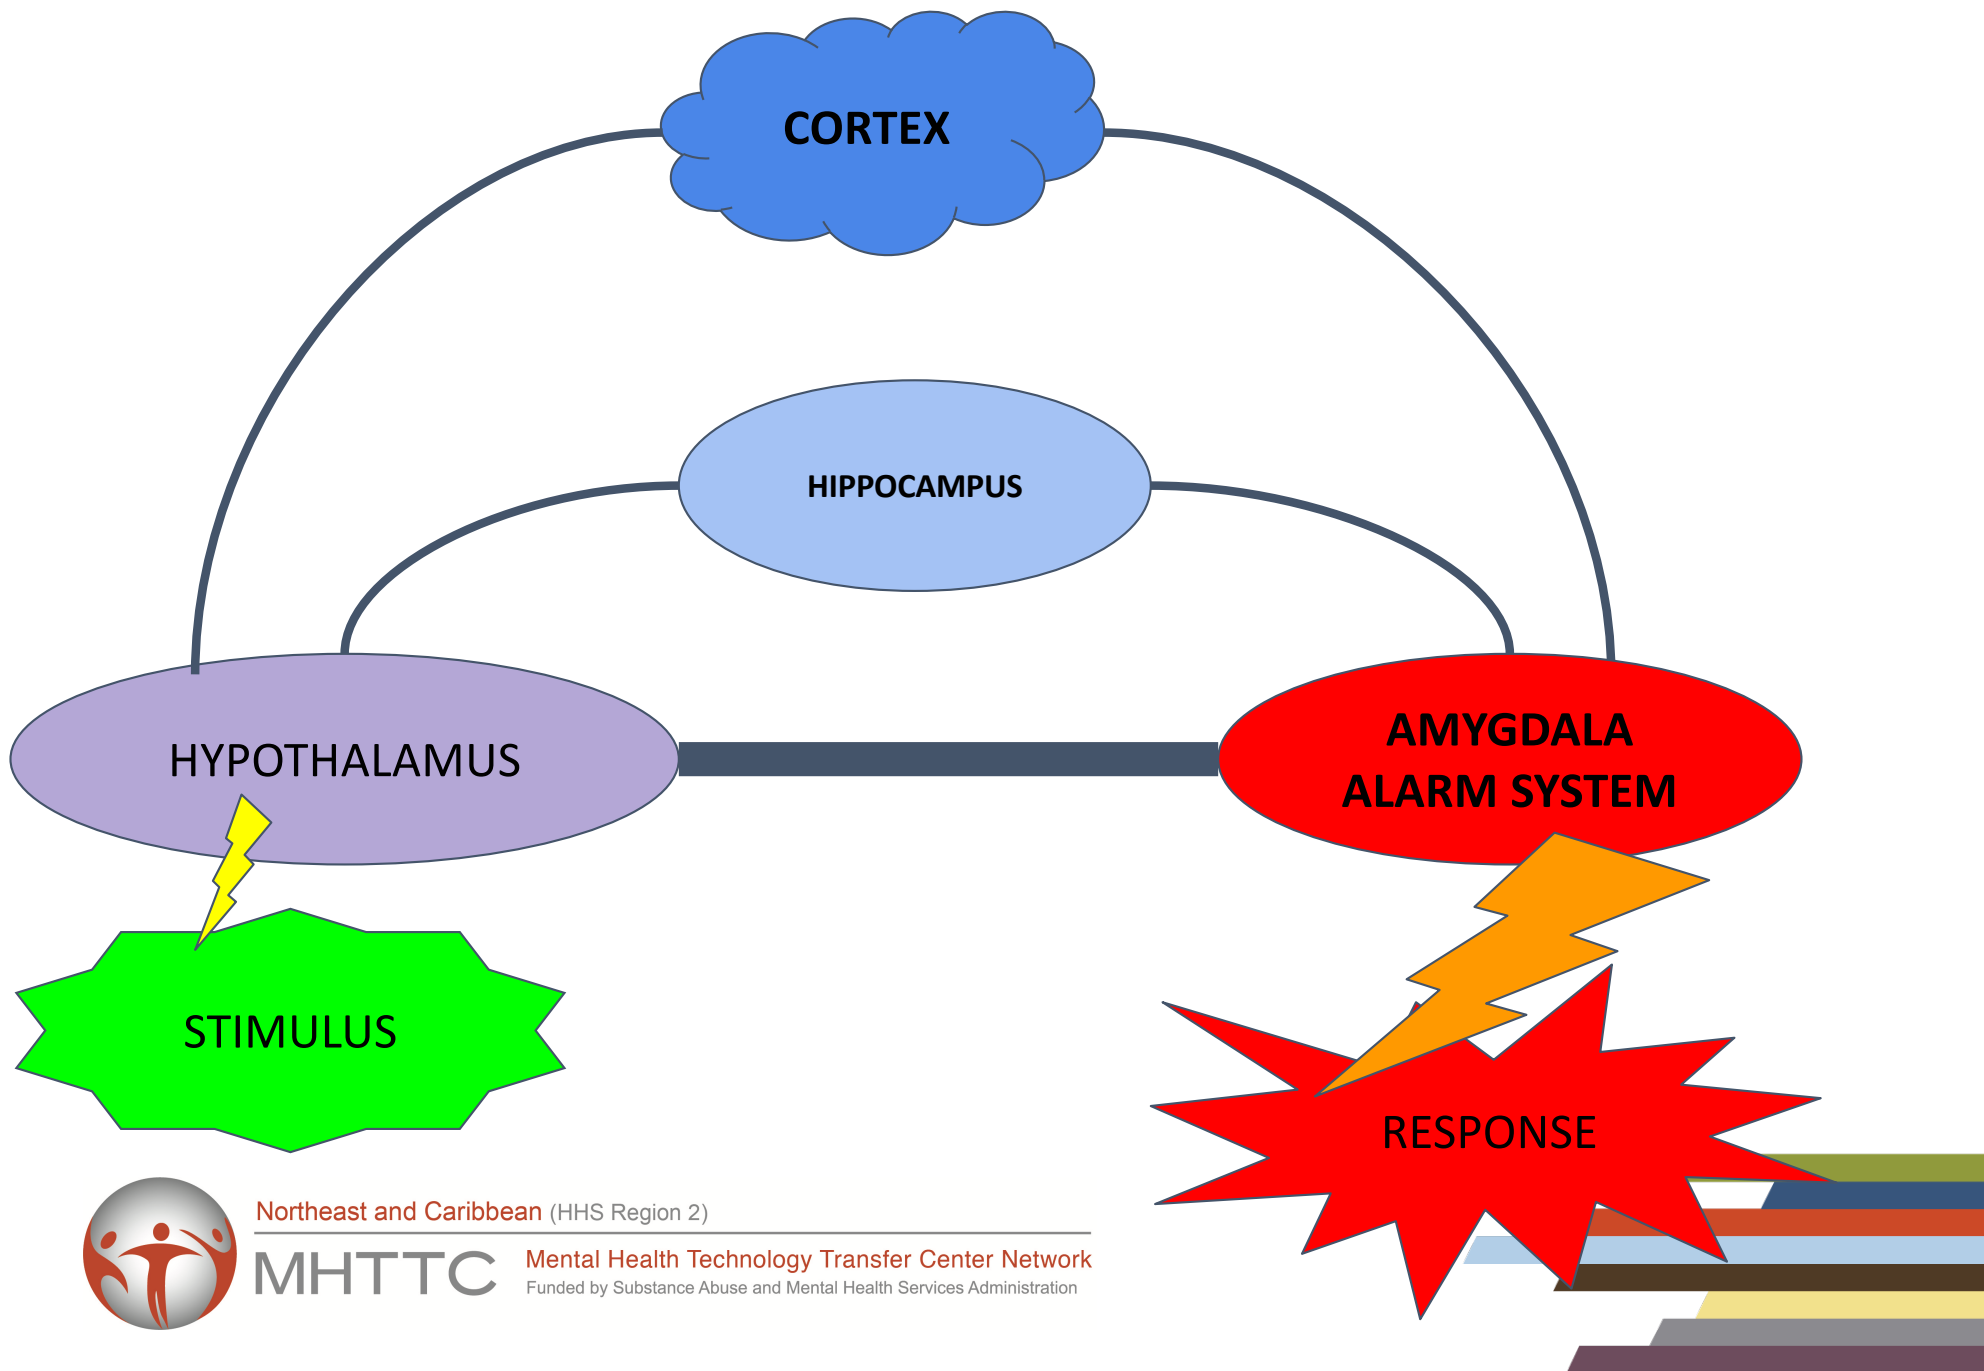 CORTEX
HIPPOCAMPUS
HYPOTHALAMUS
AMYGDALA
ALARM SYSTEM
STIMULUS
RESPONSE
Northeast and Caribbean (HHS Region 2)
MHTTC
Mental Health Technology Transfer Center Network
Funded by Substance Abuse and Mental Health Services Administration